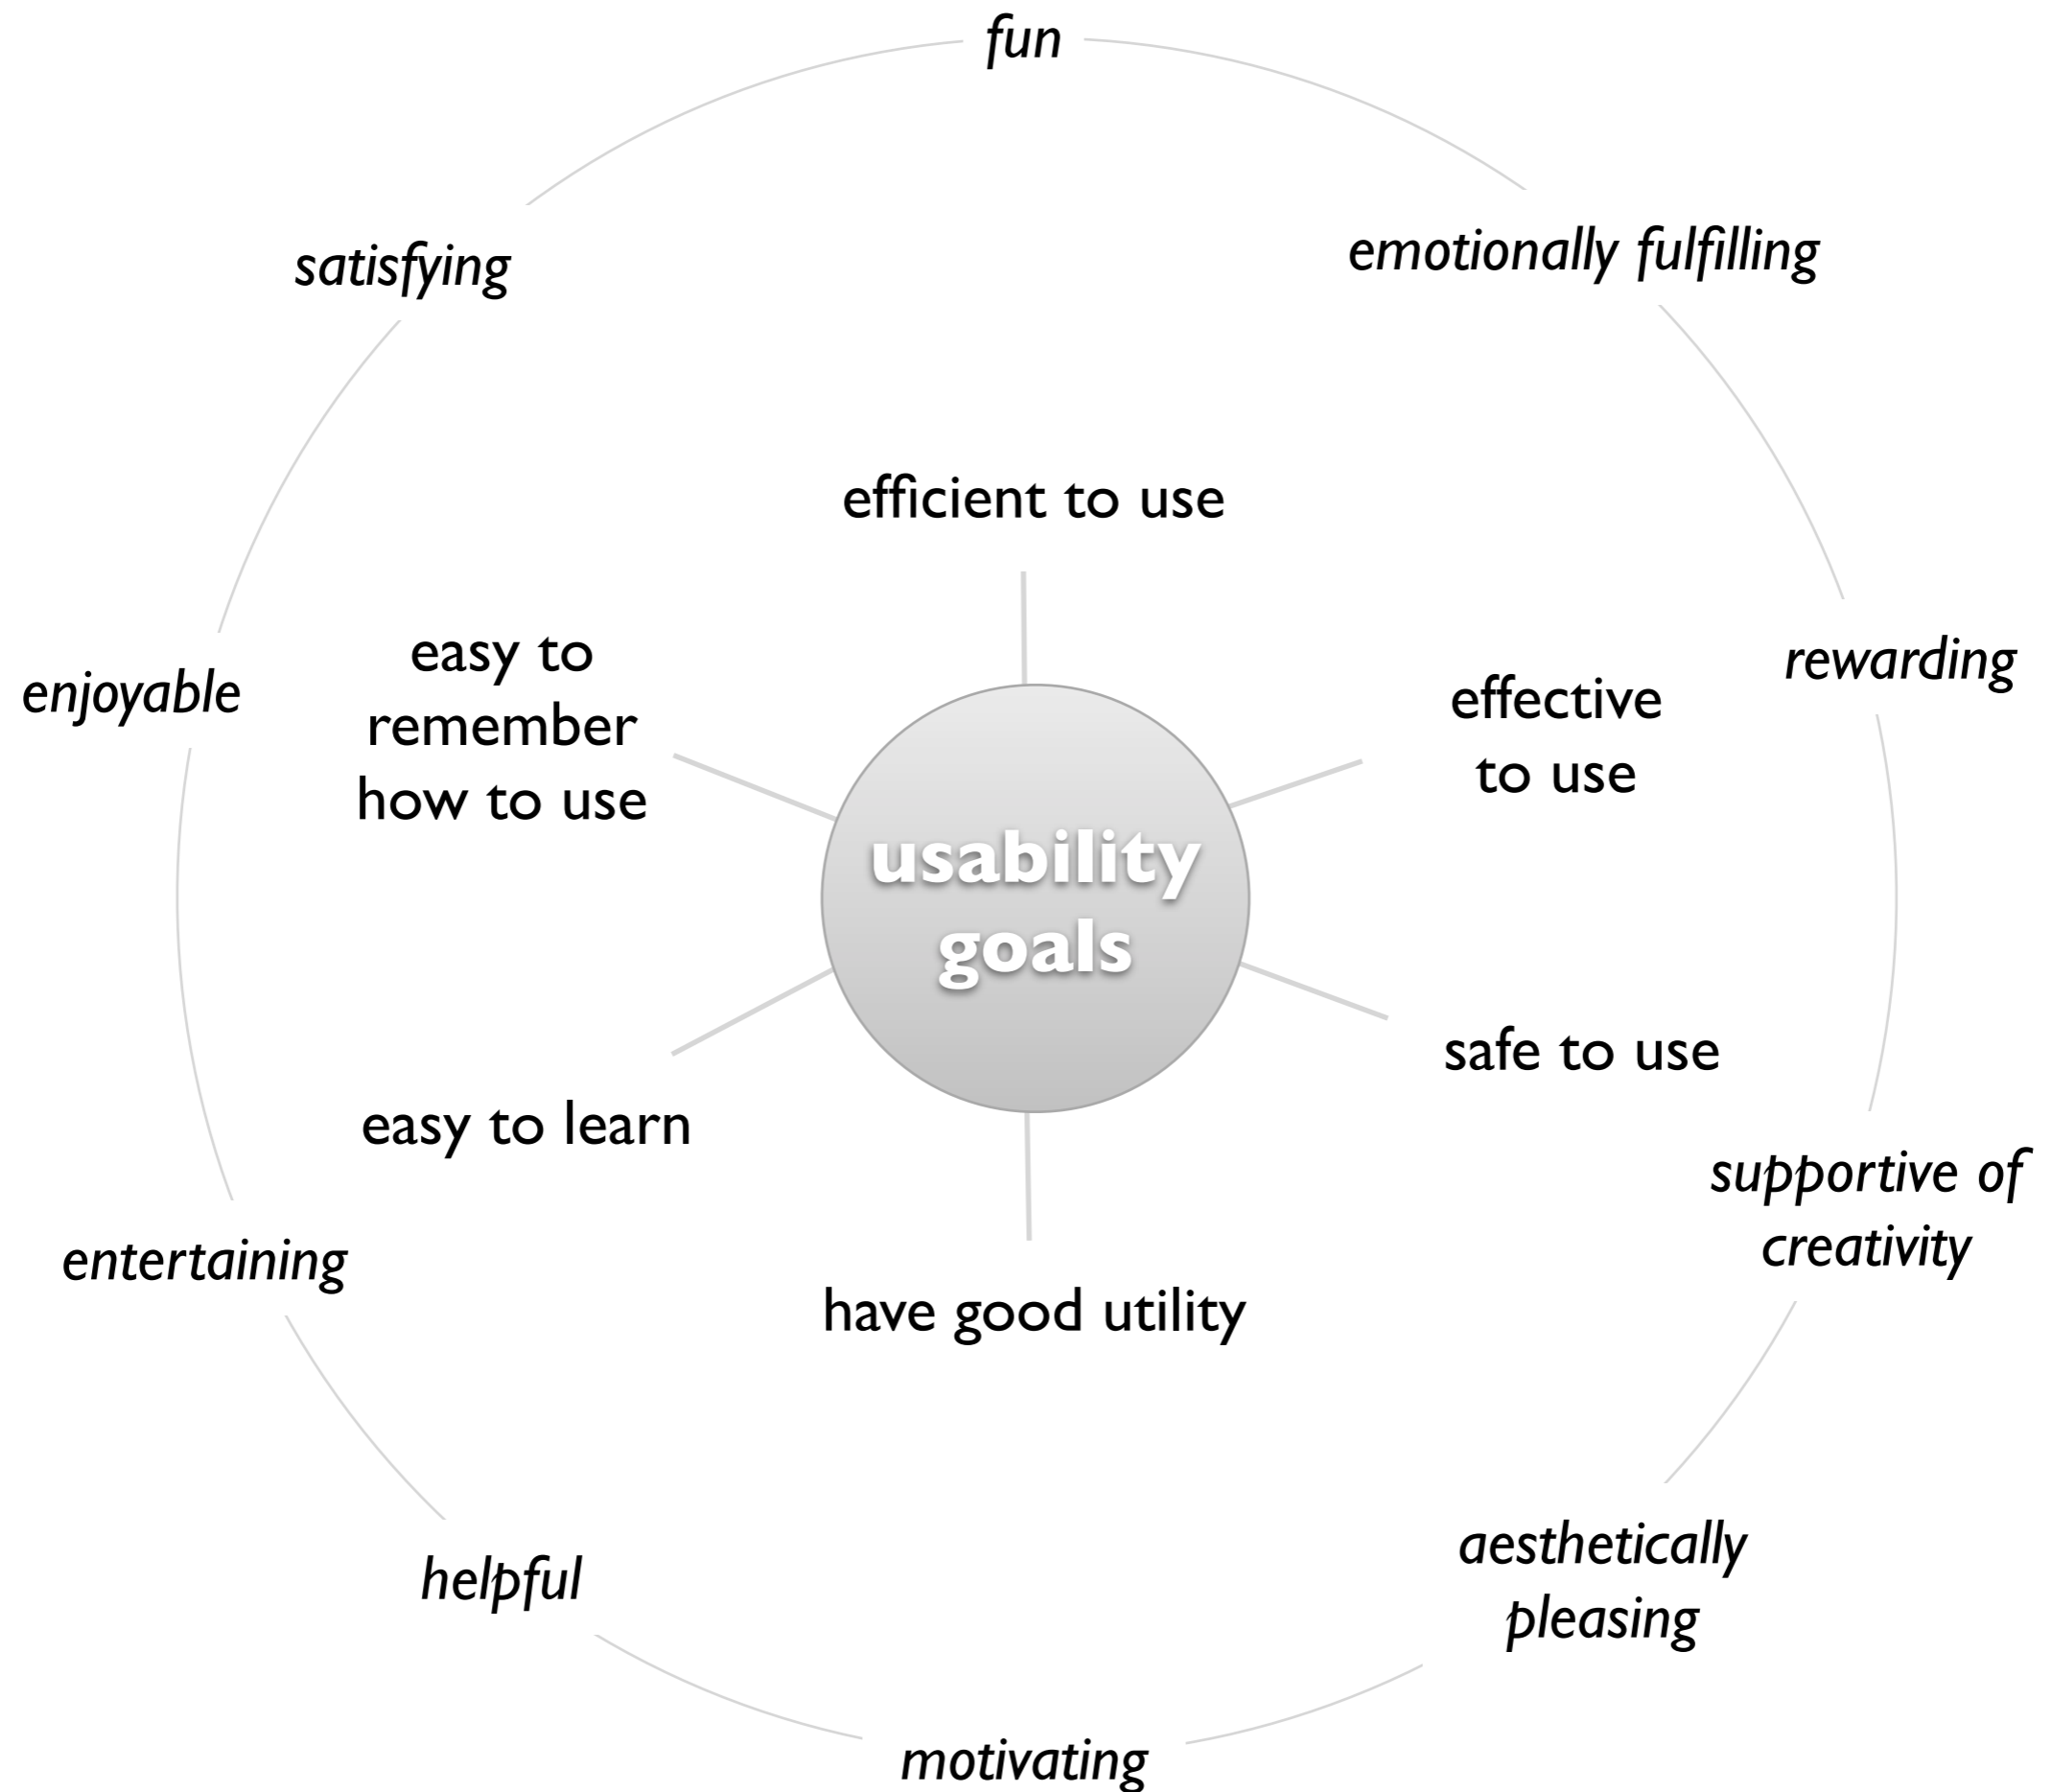 fun
satisfying
emotionally fulfilling
efficient to use
easy to
remember
how to use
enjoyable
rewarding
effective
to use
usability
goals
safe to use
easy to learn
supportive of
creativity
entertaining
have good utility
helpful
aesthetically
pleasing
motivating